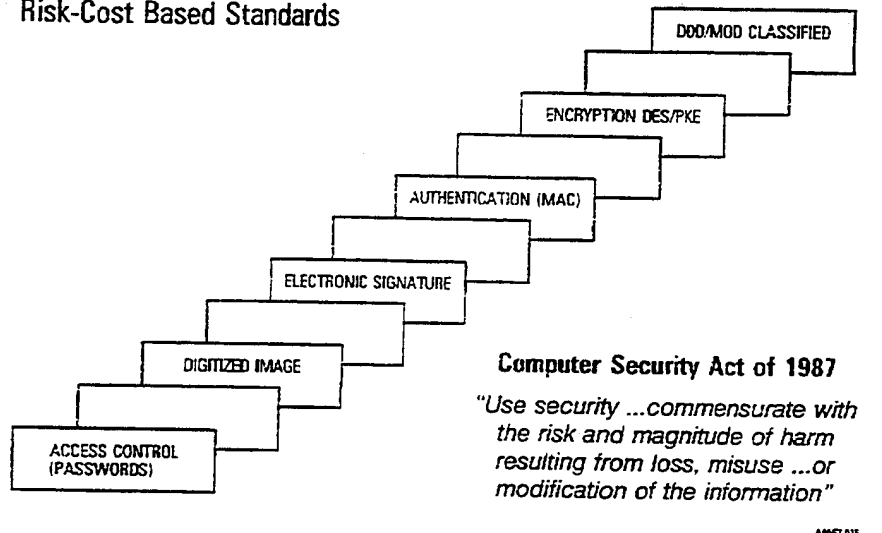 Risk-Cost Based Standards
DOD/MOD CLASSIFIED
ENCRYPTION DES/PKE
AUTHENTICATION (MAC)
ELECTRONIC SIGNATURE
DIGITIZED IMAGE
ACCESS CONTROL
(PASSWORDS)
Computer Security Act of 1987
"Use security ...commensurate with
the risk and magnitude of harm
resulting from loss, misuse ...or
modification of the information"